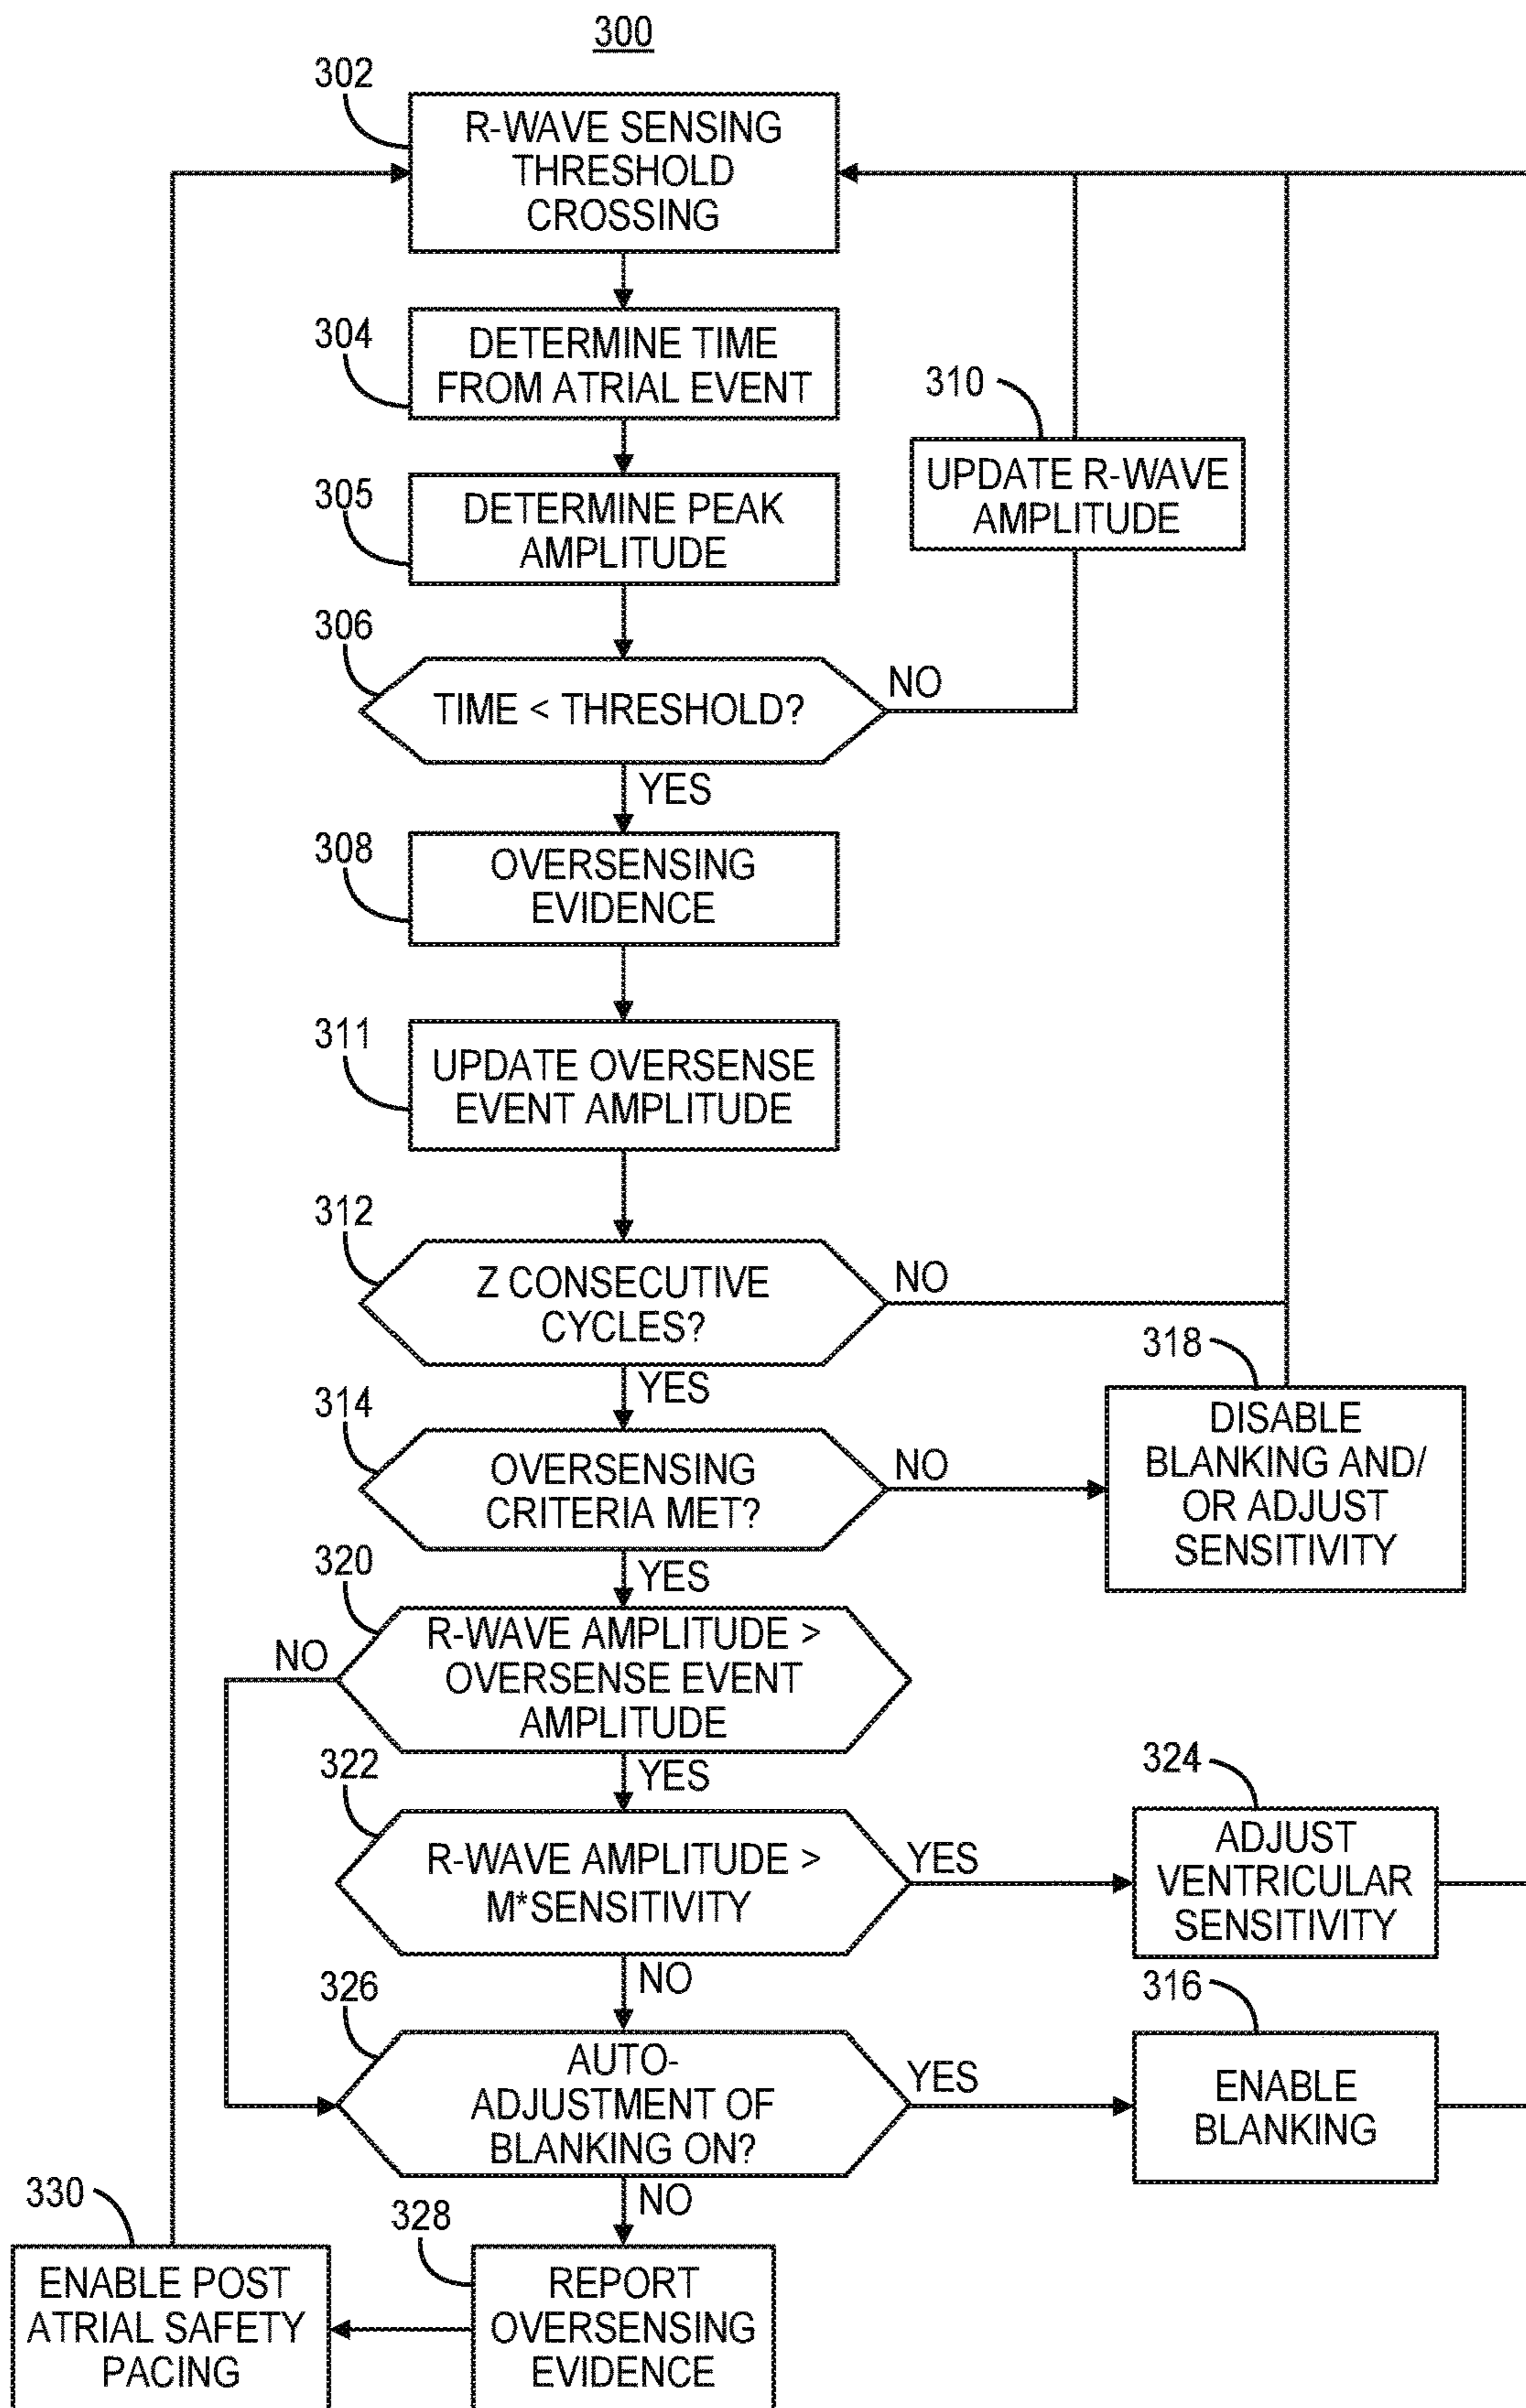 300
302
R-WAVE SENSING
THRESHOLD
CROSSING
304
DETERMINE TIME
FROM ATRIAL EVENT
310
UPDATE R-WAVE
AMPLITUDE
305
DETERMINE PEAK
AMPLITUDE
306
TIME < THRESHOLD?
NO
YES
308
OVERSENSING
EVIDENCE
311
UPDATE OVERSENSE
EVENT AMPLITUDE
312
Z CONSECUTIVE
CYCLES?
NO
YES
318
DISABLE
BLANKING AND/
OR ADJUST
SENSITIVITY
314
OVERSENSING
CRITERIA MET?
NO
YES
320
R-WAVE AMPLITUDE >
OVERSENSE EVENT
AMPLITUDE
NO
YES
322
R-WAVE AMPLITUDE >
M*SENSITIVITY
YES
324
ADJUST
VENTRICULAR
SENSITIVITY
NO
326
AUTO-
ADJUSTMENT OF
BLANKING ON?
YES
316
ENABLE
BLANKING
NO
328
REPORT
OVERSENSING
EVIDENCE
330
ENABLE POST
ATRIAL SAFETY
PACING